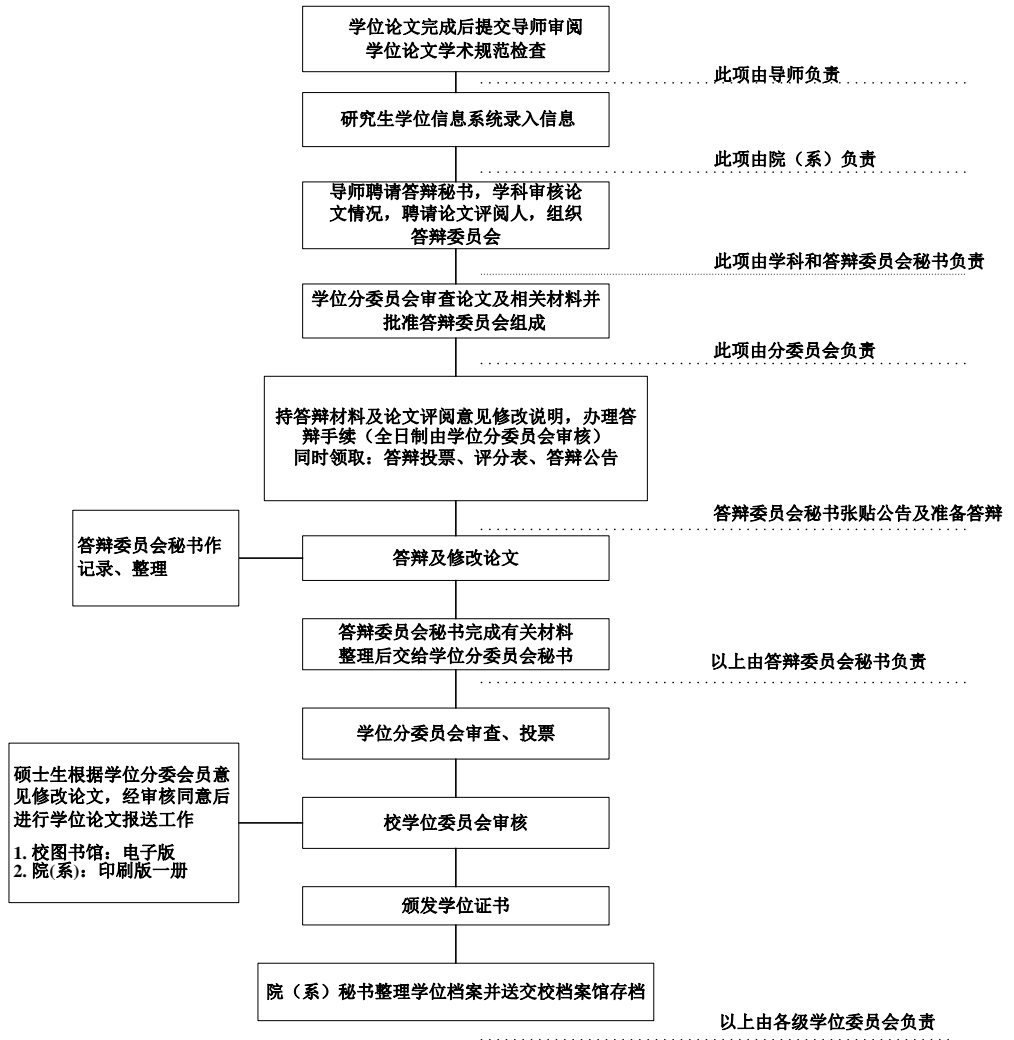 学位论文完成后提交导师审阅
学位论文学术规范检查
此项由导师负责
研究生学位信息系统录入信息
此项由院（系）负责
导师聘请答辩秘书，学科审核论
文情况，聘请论文评阅人，组织
答辩委员会
此项由学科和答辩委员会秘书负责
学位分委员会审查论文及相关材料并
批准答辩委员会组成
此项由分委员会负责
持答辩材料及论文评阅意见修改说明，办理答
辩手续（全日制由学位分委员会审核）
同时领取：答辩投票、评分表、答辩公告
答辩委员会秘书张贴公告及准备答辩
答辩委员会秘书作
记录、整理
答辩及修改论文
答辩委员会秘书完成有关材料
整理后交给学位分委员会秘书
以上由答辩委员会秘书负责
学位分委员会审查、投票
硕士生根据学位分委会员意
见修改论文，经审核同意后
进行学位论文报送工作
1. 校图书馆：电子版
2. 院(系)：印刷版一册
校学位委员会审核
颁发学位证书
院（系）秘书整理学位档案并送交校档案馆存档
以上由各级学位委员会负责